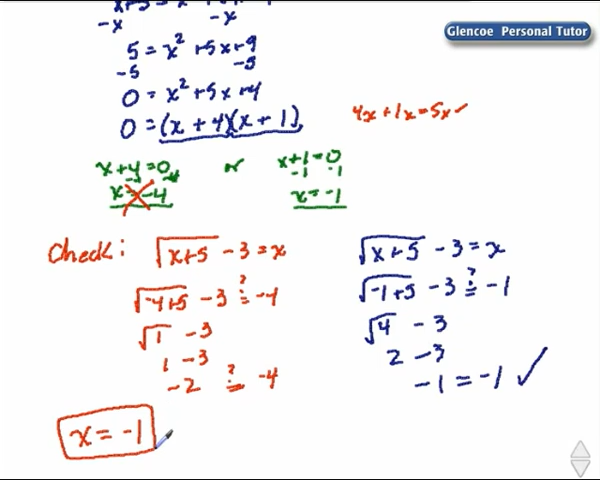 Glencoe Personal Tutor
-x -x
5 = x² + 5x + 9
-5 -5
0 = x² + 5x + 4
0 = (x + 4)(x + 1)
4x + 1x = 5x ✓
x + 4 = 0 or x + 1 = 0
-1 -1
x = -4 x = -1
Check: √(x+5) - 3 = x √(x+5) - 3 = x
√(-4+5) - 3 ≟ -4 √(-1+5) - 3 ≟ -1
√1 - 3 √4 - 3
1 - 3 2 - 3
-2 ≟ -4 -1 = -1 ✓
x = -1